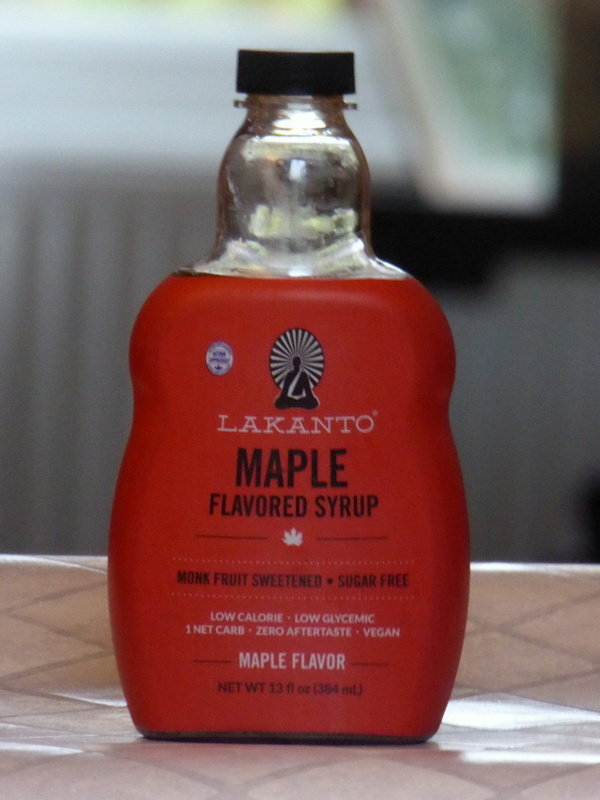 LAKANTO®
MAPLE
FLAVORED SYRUP
MONK FRUIT SWEETENED • SUGAR FREE
LOW CALORIE · LOW GLYCEMIC
1 NET CARB · ZERO AFTERTASTE · VEGAN
MAPLE FLAVOR
NET WT 13 fl oz (384 mL)